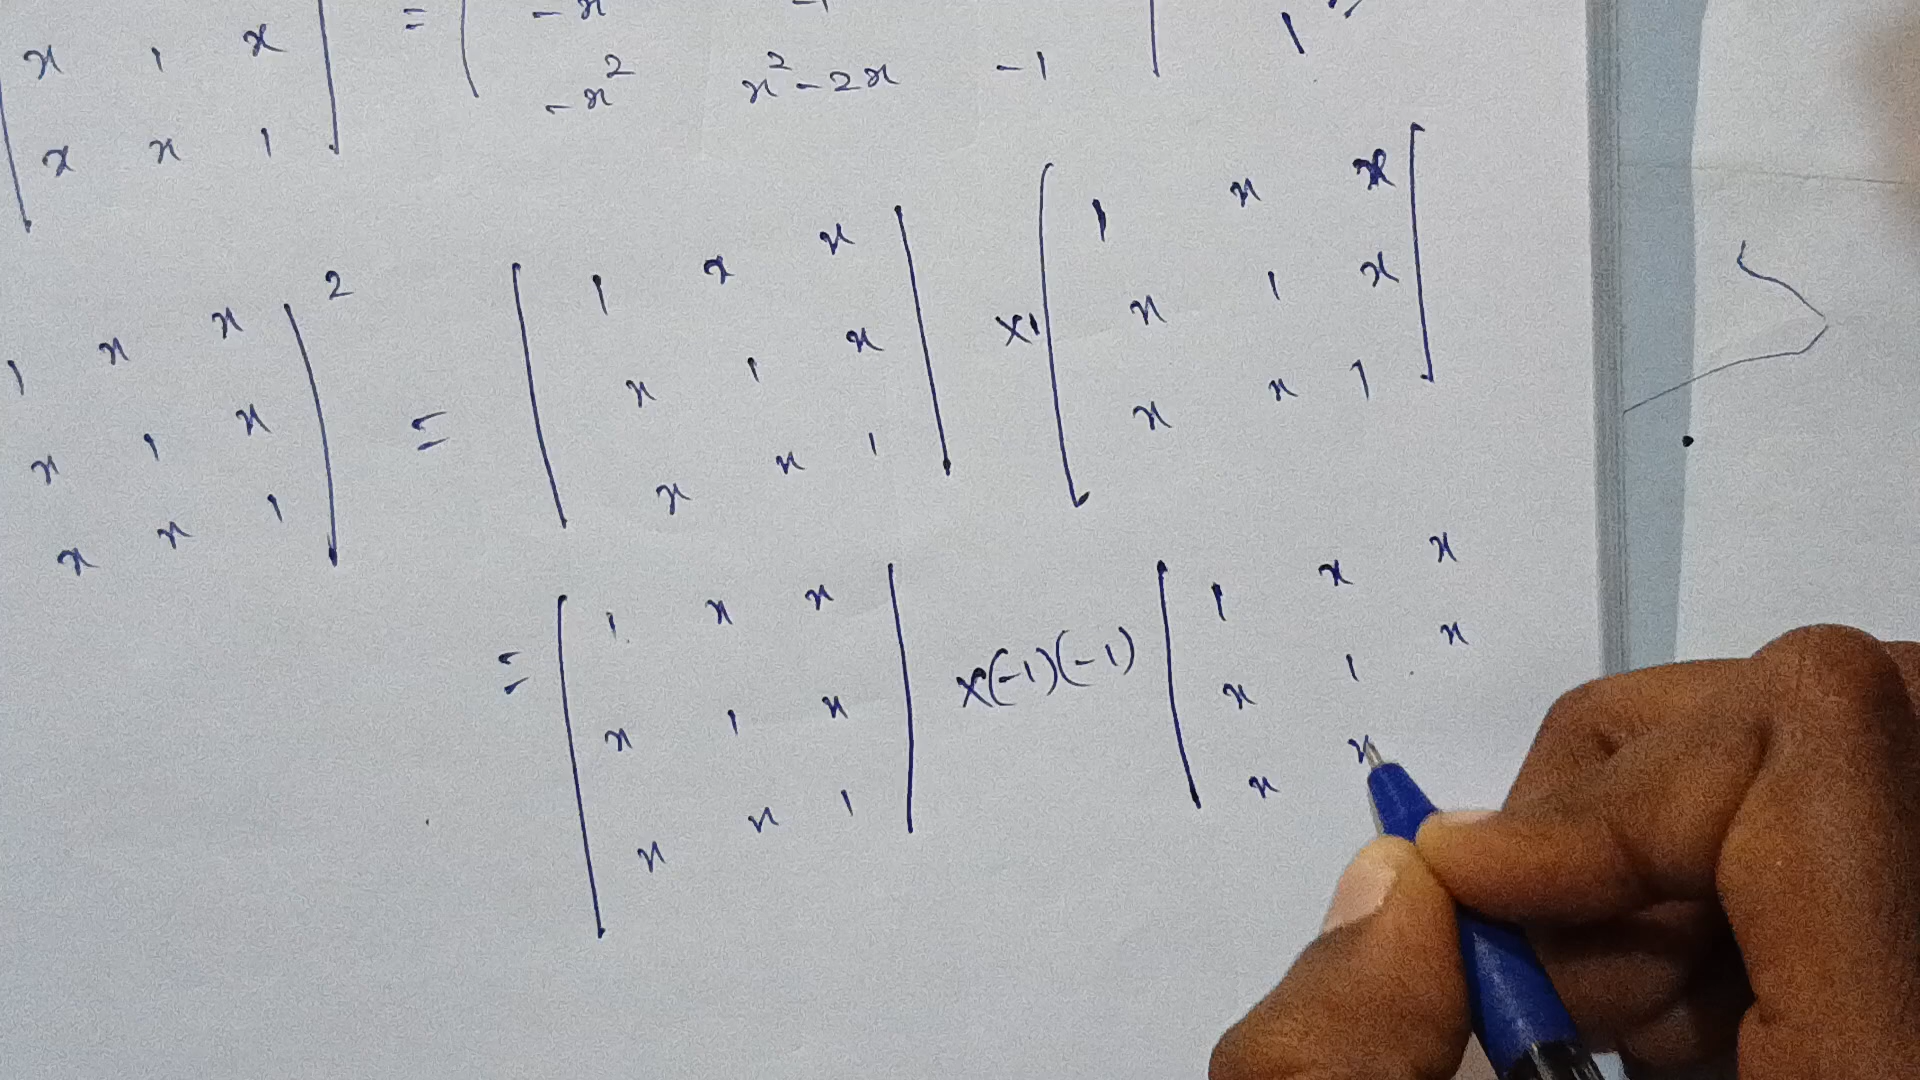 = | -x -1
x 1 x | -x² x²-2x -1 |
x x 1 |
1 x x |² = | 1 x x | X | 1 x x |
x 1 x | x 1 x | x 1 x |
x x 1 | x x 1 | x x 1 |
= | 1 x x | X(-1)(-1) | 1 x x
x 1 x | x 1 x
x x 1 | x x